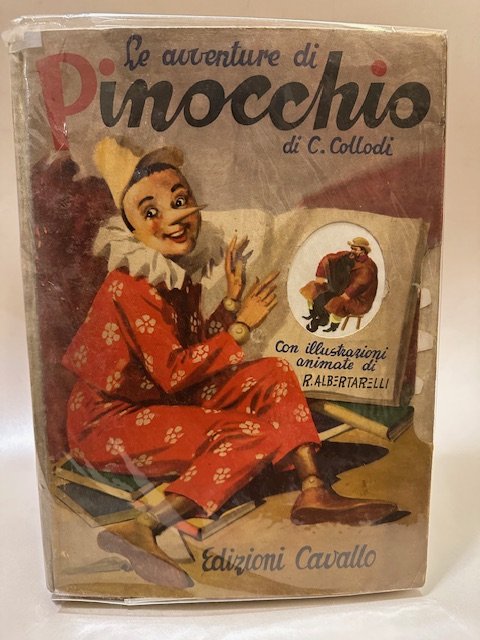 Le avventure di
Pinocchio
di C. Collodi
Con illustrazioni
animate di
R. ALBERTARELLI
Edizioni Cavallo